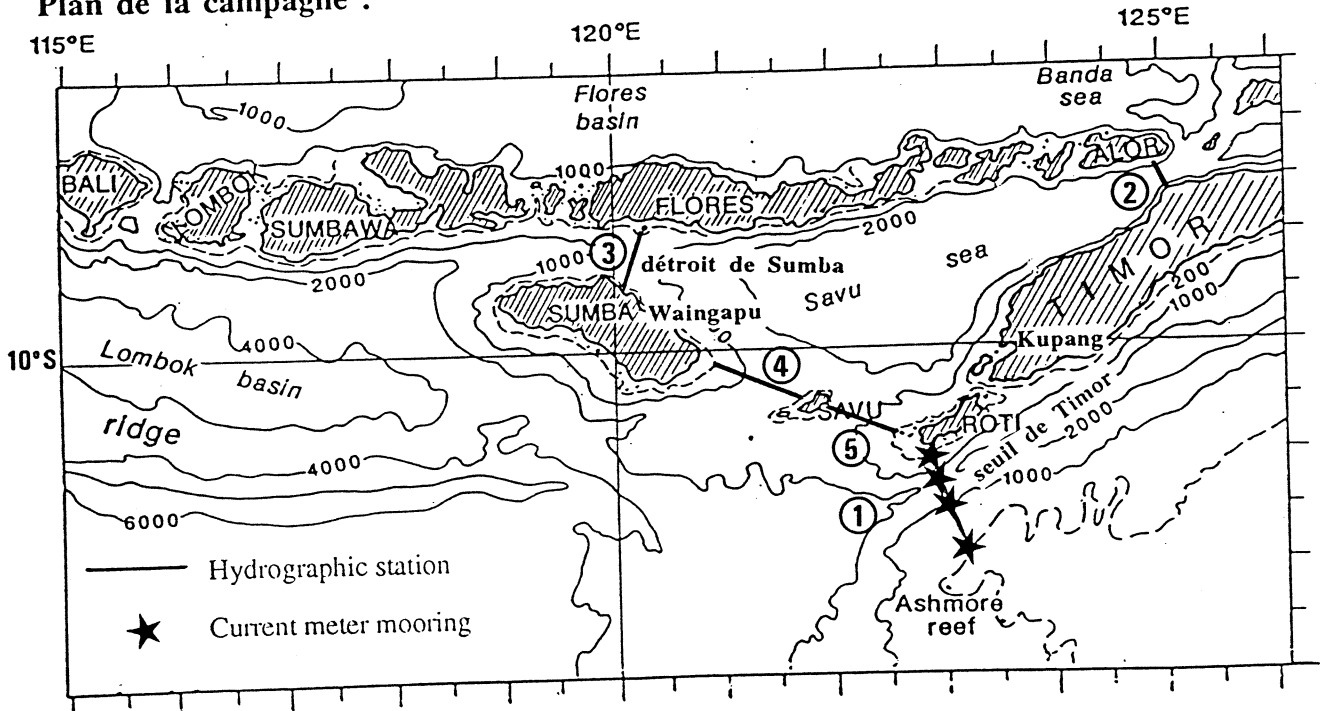 Plan de la campagne :
115°E
120°E
125°E
1000
Flores
basin
Banda
sea
BALI
LOMBOK
SUMBAWA
1000
FLORES
ALOR
2
2000
3
1000
détroit de Sumba
sea
Savu
TIMOR
200
1000
2000
SUMBA
Waingapu
Kupang
10°S
Lombok
basin
4000
4
SAVU
ROTI
seuil de Timor
2000
1000
ridge
4000
5
6000
1
Hydrographic station
Current meter mooring
Ashmore
reef